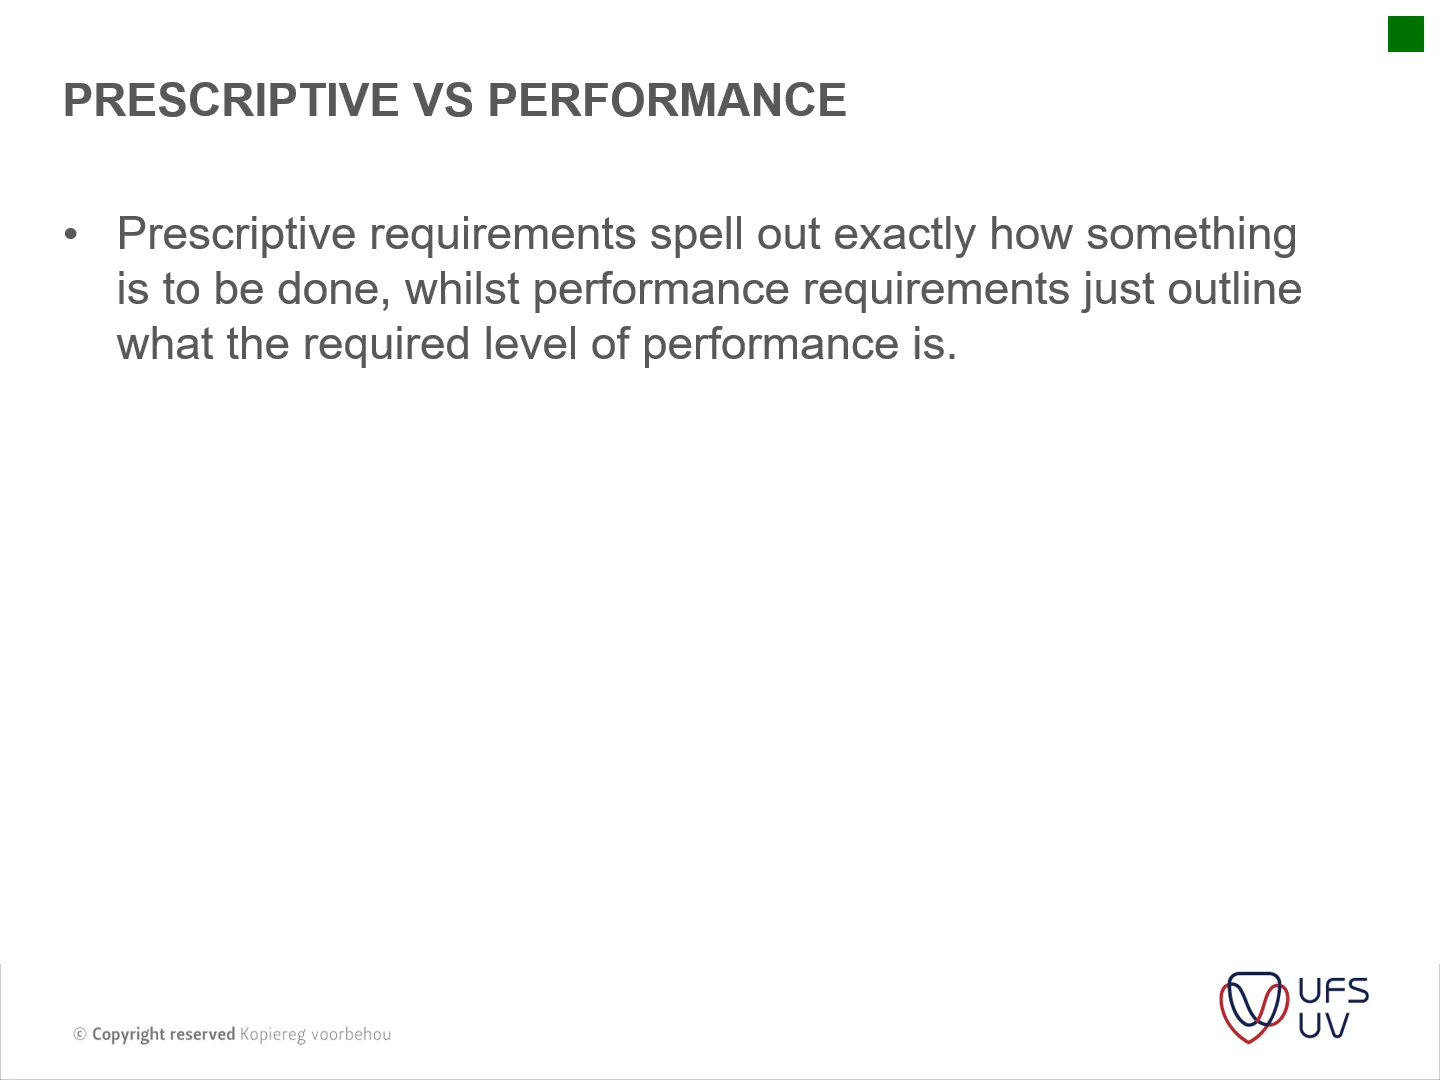 PRESCRIPTIVE VS PERFORMANCE
• Prescriptive requirements spell out exactly how something
is to be done, whilst performance requirements just outline
what the required level of performance is.
© Copyright reserved Kopiereg voorbehou
UFS
UV